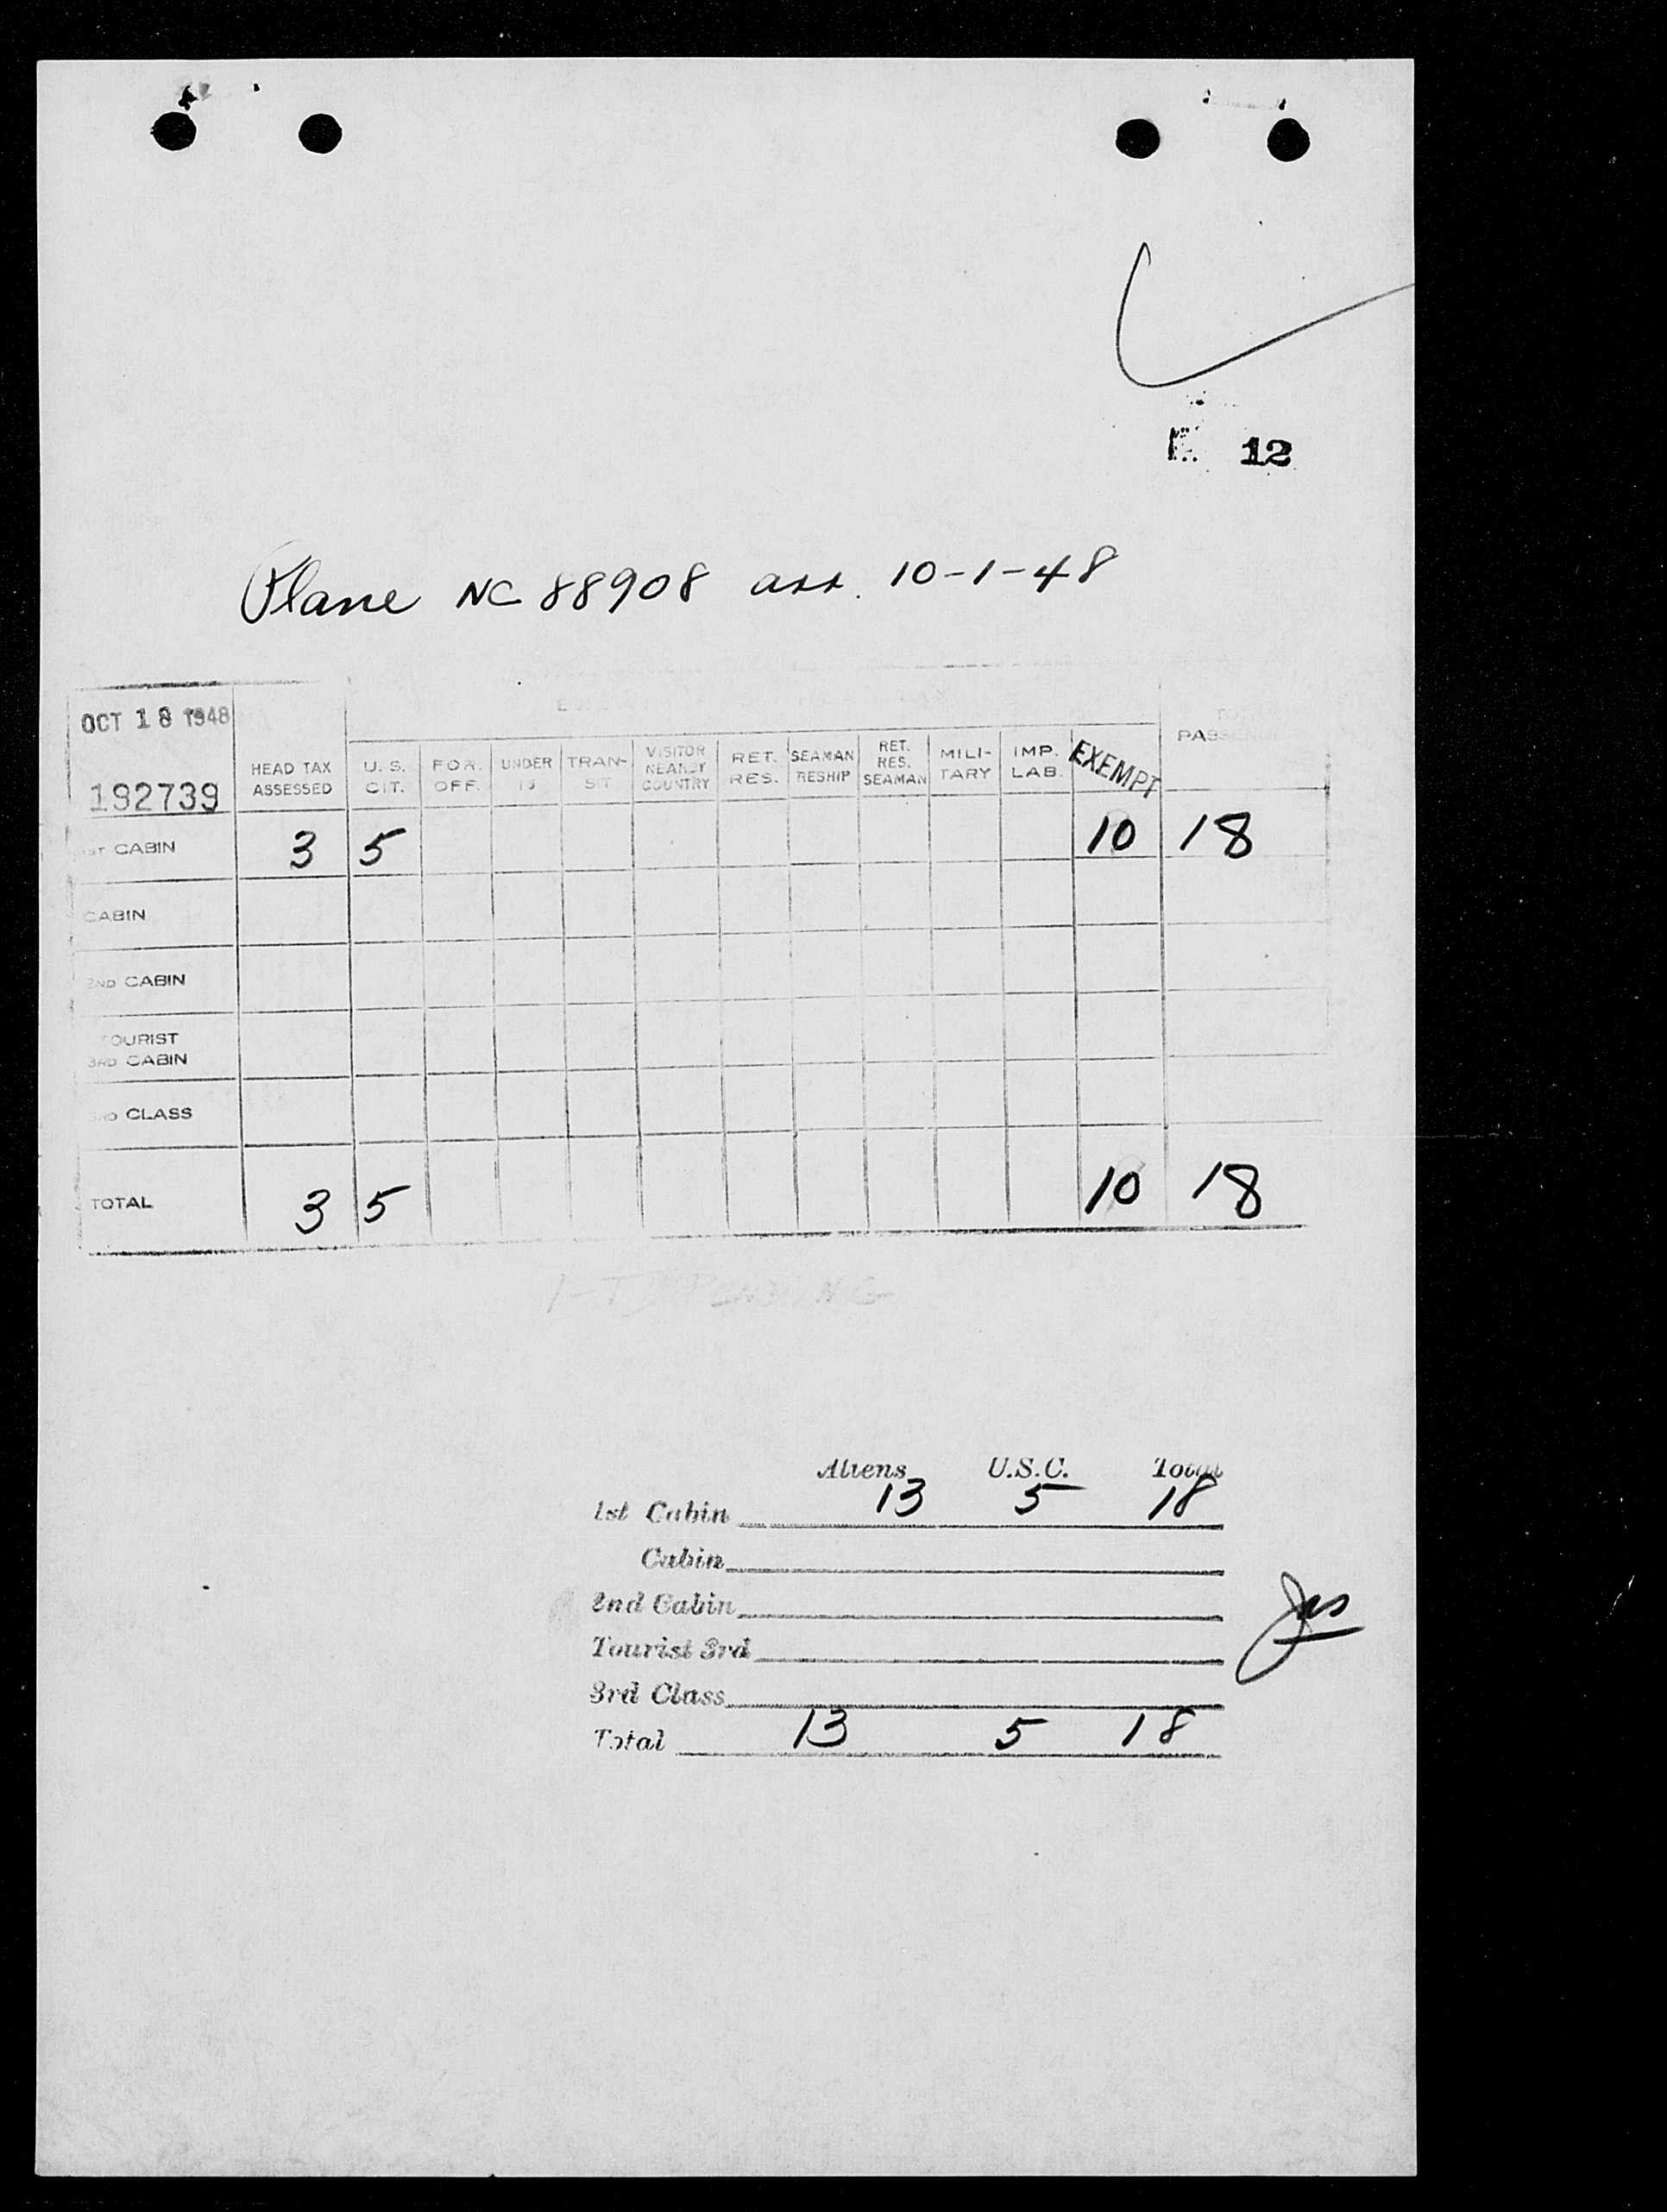 12
Plane NC 88908 arr. 10-1-48
OCT 18 1948
192739
HEAD TAX ASSESSED U. S. CIT. FOR. OFF. UNDER 16 TRAN-SIT VISITOR NEARBY COUNTRY RET. RES. SEAMAN RESHIP RET. RES. SEAMAN MILI-TARY IMP. LAB. EXEMPT PASSENGERS
1ST CABIN 3 5 10 18
CABIN
2ND CABIN
TOURIST
3RD CABIN
3RD CLASS
TOTAL 3 5 10 18
PENDING
Aliens U.S.C. Total
1st Cabin 13 5 18
Cabin
2nd Cabin
Tourist 3rd
3rd Class
Total 13 5 18